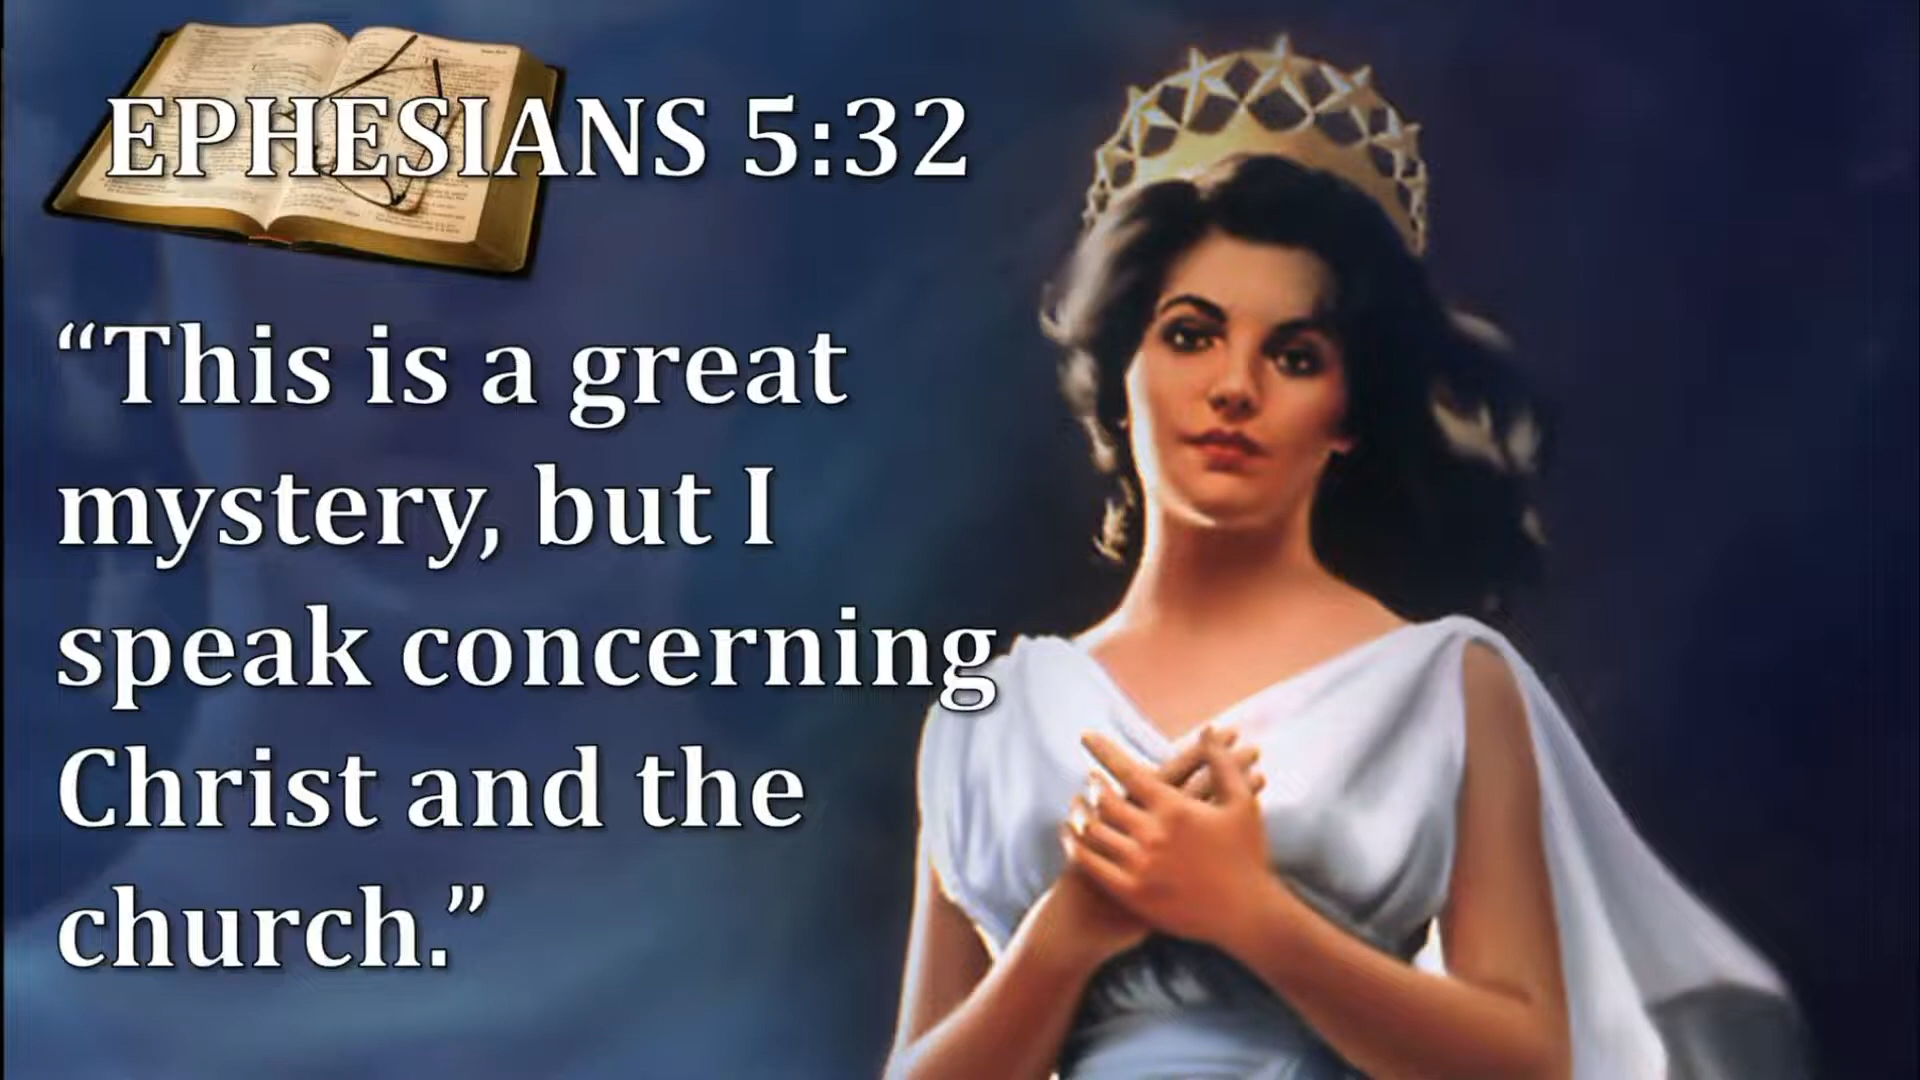 EPHESIANS 5:32
“This is a great
mystery, but I
speak concerning
Christ and the
church.”